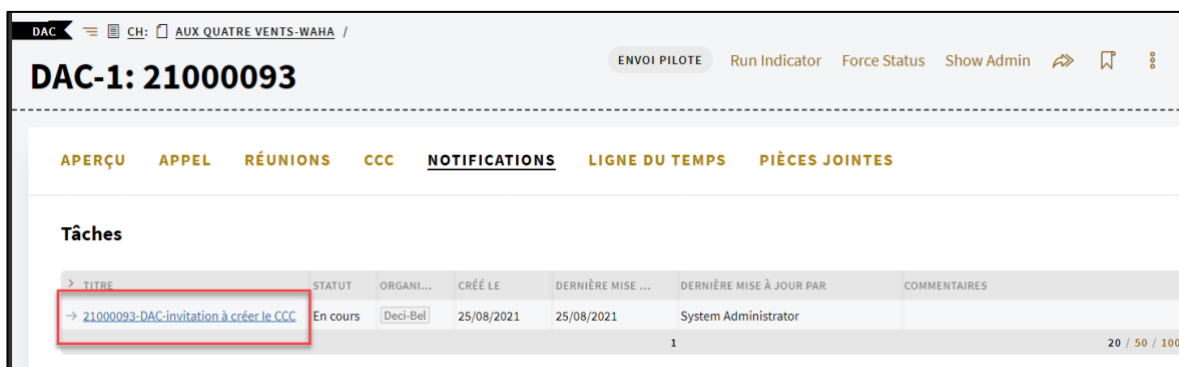 DAC CH: AUX QUATRE VENTS-WAHA /
DAC-1: 21000093
ENVOI PILOTE Run Indicator Force Status Show Admin
APERÇU APPEL RÉUNIONS CCC NOTIFICATIONS LIGNE DU TEMPS PIÈCES JOINTES
Tâches
> TITRE STATUT ORGANI... CRÉÉ LE DERNIÈRE MISE ... DERNIÈRE MISE À JOUR PAR COMMENTAIRES
→ 21000093-DAC-invitation à créer le CCC En cours Deci-Bel 25/08/2021 25/08/2021 System Administrator
1 20 / 50 / 100